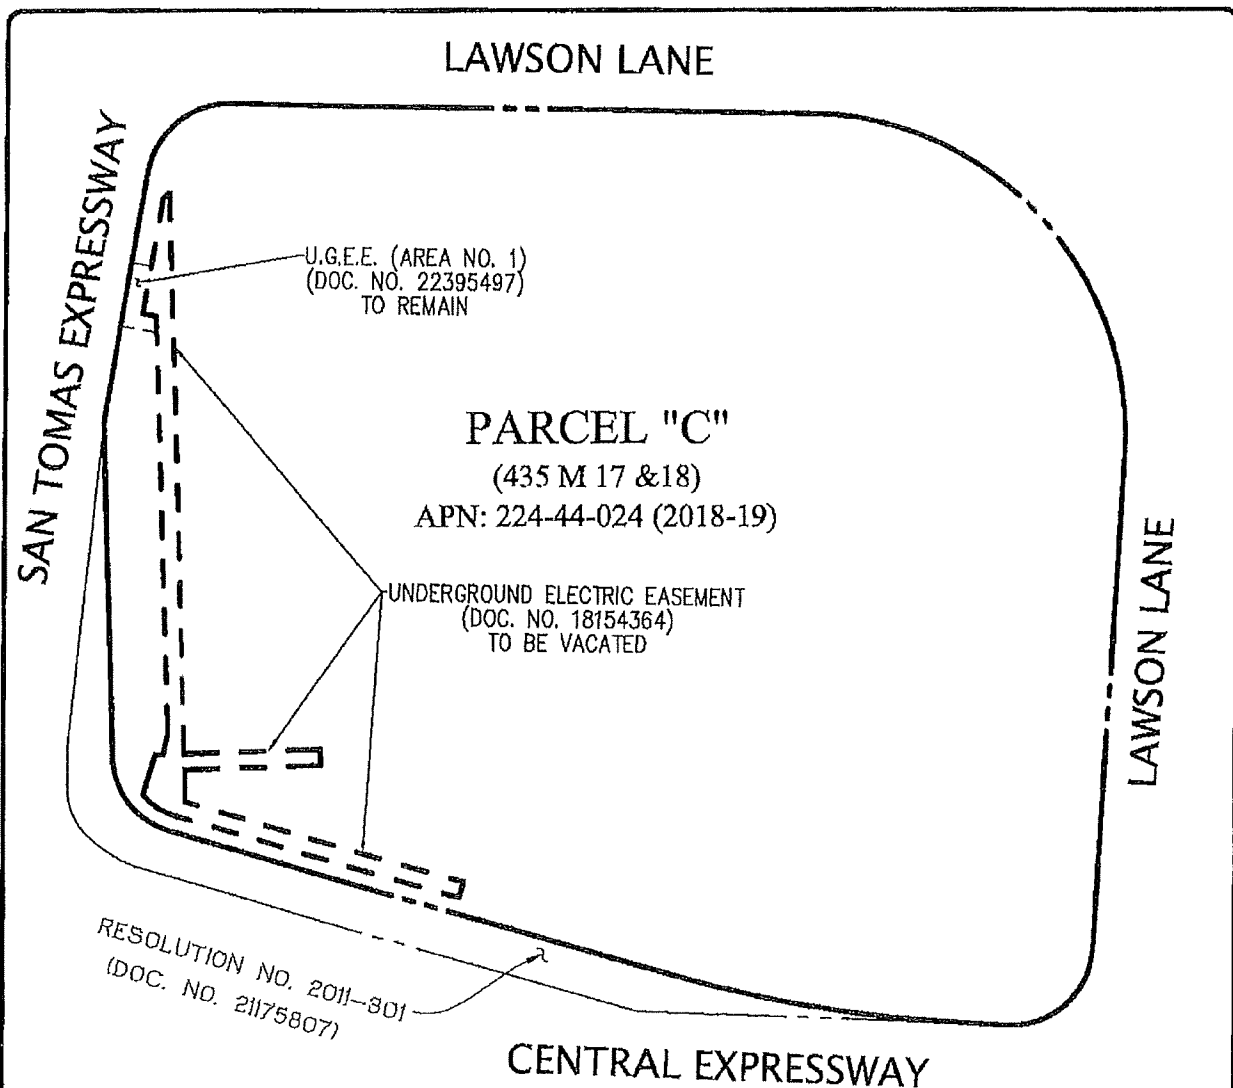 LAWSON LANE
SAN TOMAS EXPRESSWAY
U.G.E.E. (AREA NO. 1)
(DOC. NO. 22395497)
TO REMAIN
PARCEL "C"
(435 M 17 &18)
APN: 224-44-024 (2018-19)
UNDERGROUND ELECTRIC EASEMENT
(DOC. NO. 18154364)
TO BE VACATED
LAWSON LANE
RESOLUTION NO. 2011-801
(DOC. NO. 21175807)
CENTRAL EXPRESSWAY